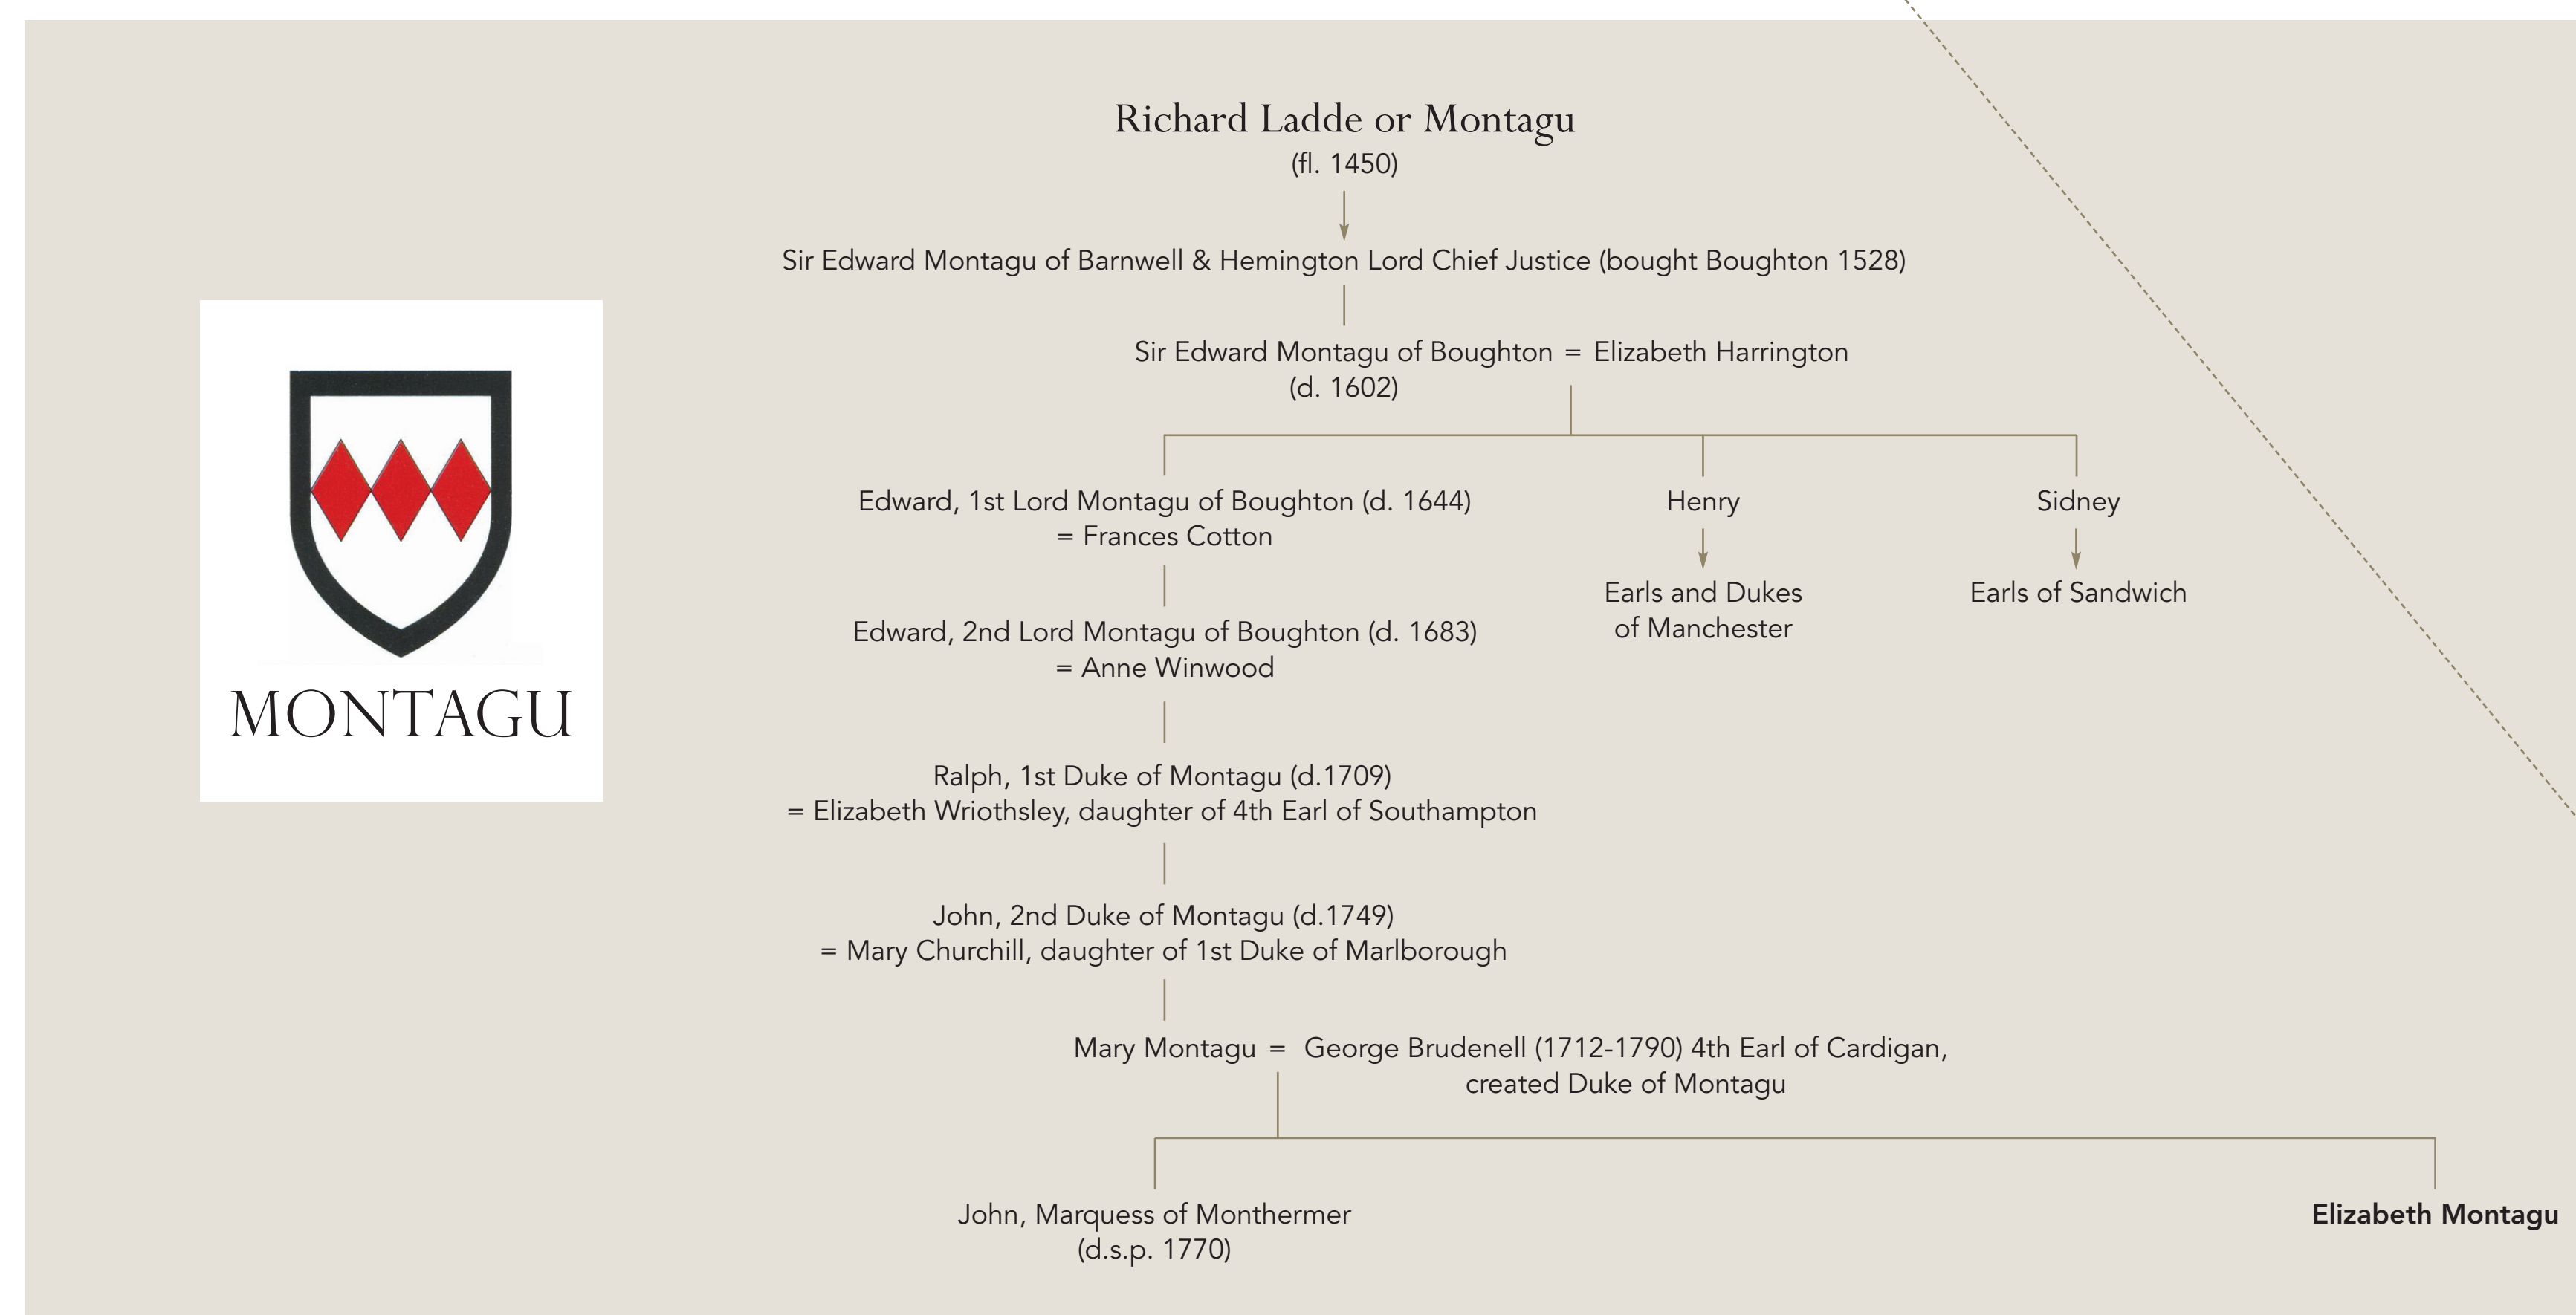 Richard Ladde or Montagu
(fl. 1450)
Sir Edward Montagu of Barnwell & Hemington Lord Chief Justice (bought Boughton 1528)
Sir Edward Montagu of Boughton = Elizabeth Harrington
(d. 1602)
Edward, 1st Lord Montagu of Boughton (d. 1644)
= Frances Cotton
Henry
Sidney
Earls and Dukes
of Manchester
Earls of Sandwich
Edward, 2nd Lord Montagu of Boughton (d. 1683)
= Anne Winwood
MONTAGU
Ralph, 1st Duke of Montagu (d.1709)
= Elizabeth Wriothsley, daughter of 4th Earl of Southampton
John, 2nd Duke of Montagu (d.1749)
= Mary Churchill, daughter of 1st Duke of Marlborough
Mary Montagu = George Brudenell (1712-1790) 4th Earl of Cardigan,
created Duke of Montagu
John, Marquess of Monthermer
(d.s.p. 1770)
Elizabeth Montagu